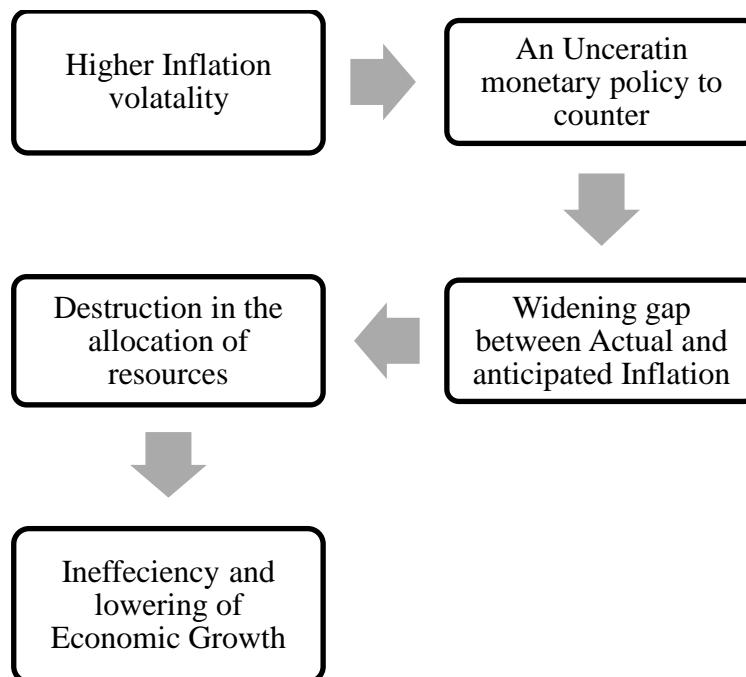 Higher Inflation
volatality
An Unceratin
monetary policy to
counter
Widening gap
between Actual and
anticipated Inflation
Destruction in the
allocation of
resources
Ineffeciency and
lowering of
Economic Growth